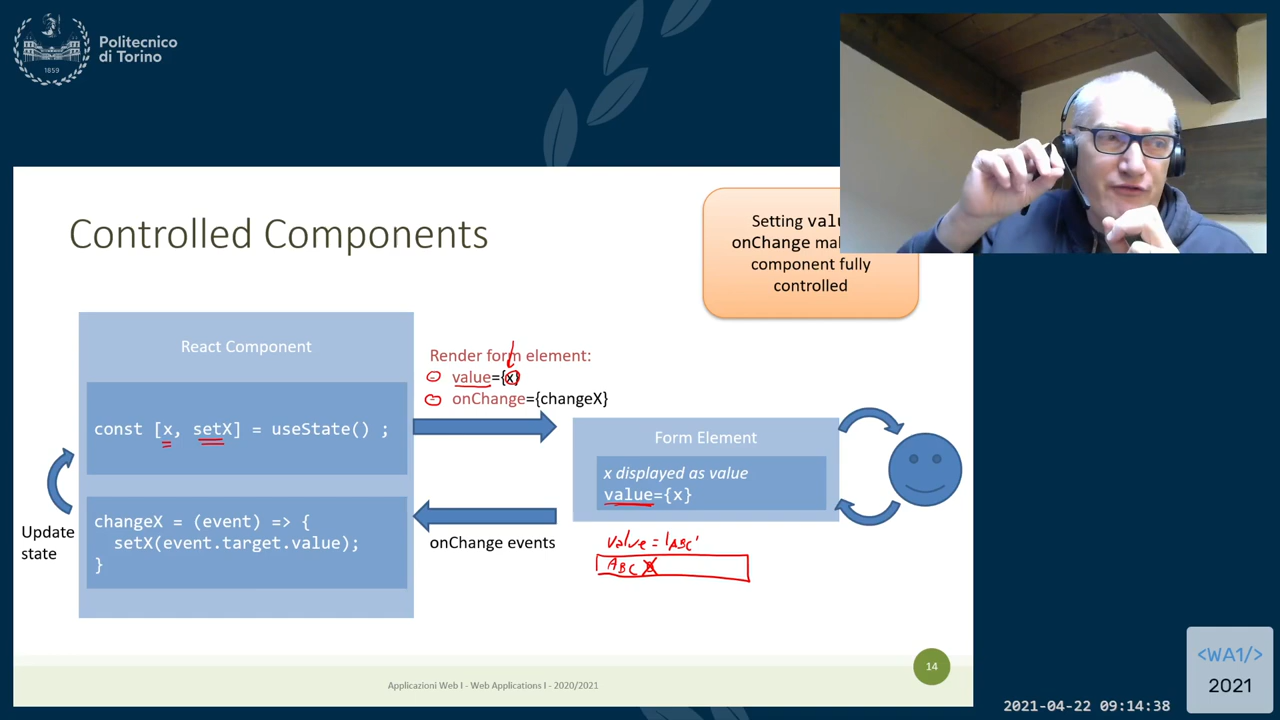 Politecnico
di Torino
1859
Controlled Components
Setting
onChange
component fully
controlled
React Component
const [x, setX] = useState() ;
changeX = (event) => {
setX(event.target.value);
}
Update
state
Render form element:
- value={x}
- onChange={changeX}
onChange events
Form Element
x displayed as value
value={x}
value = 'ABC'
ABC
14
Applicazioni Web I - Web Applications I - 2020/2021
<WA1/>
2021
2021-04-22 09:14:38